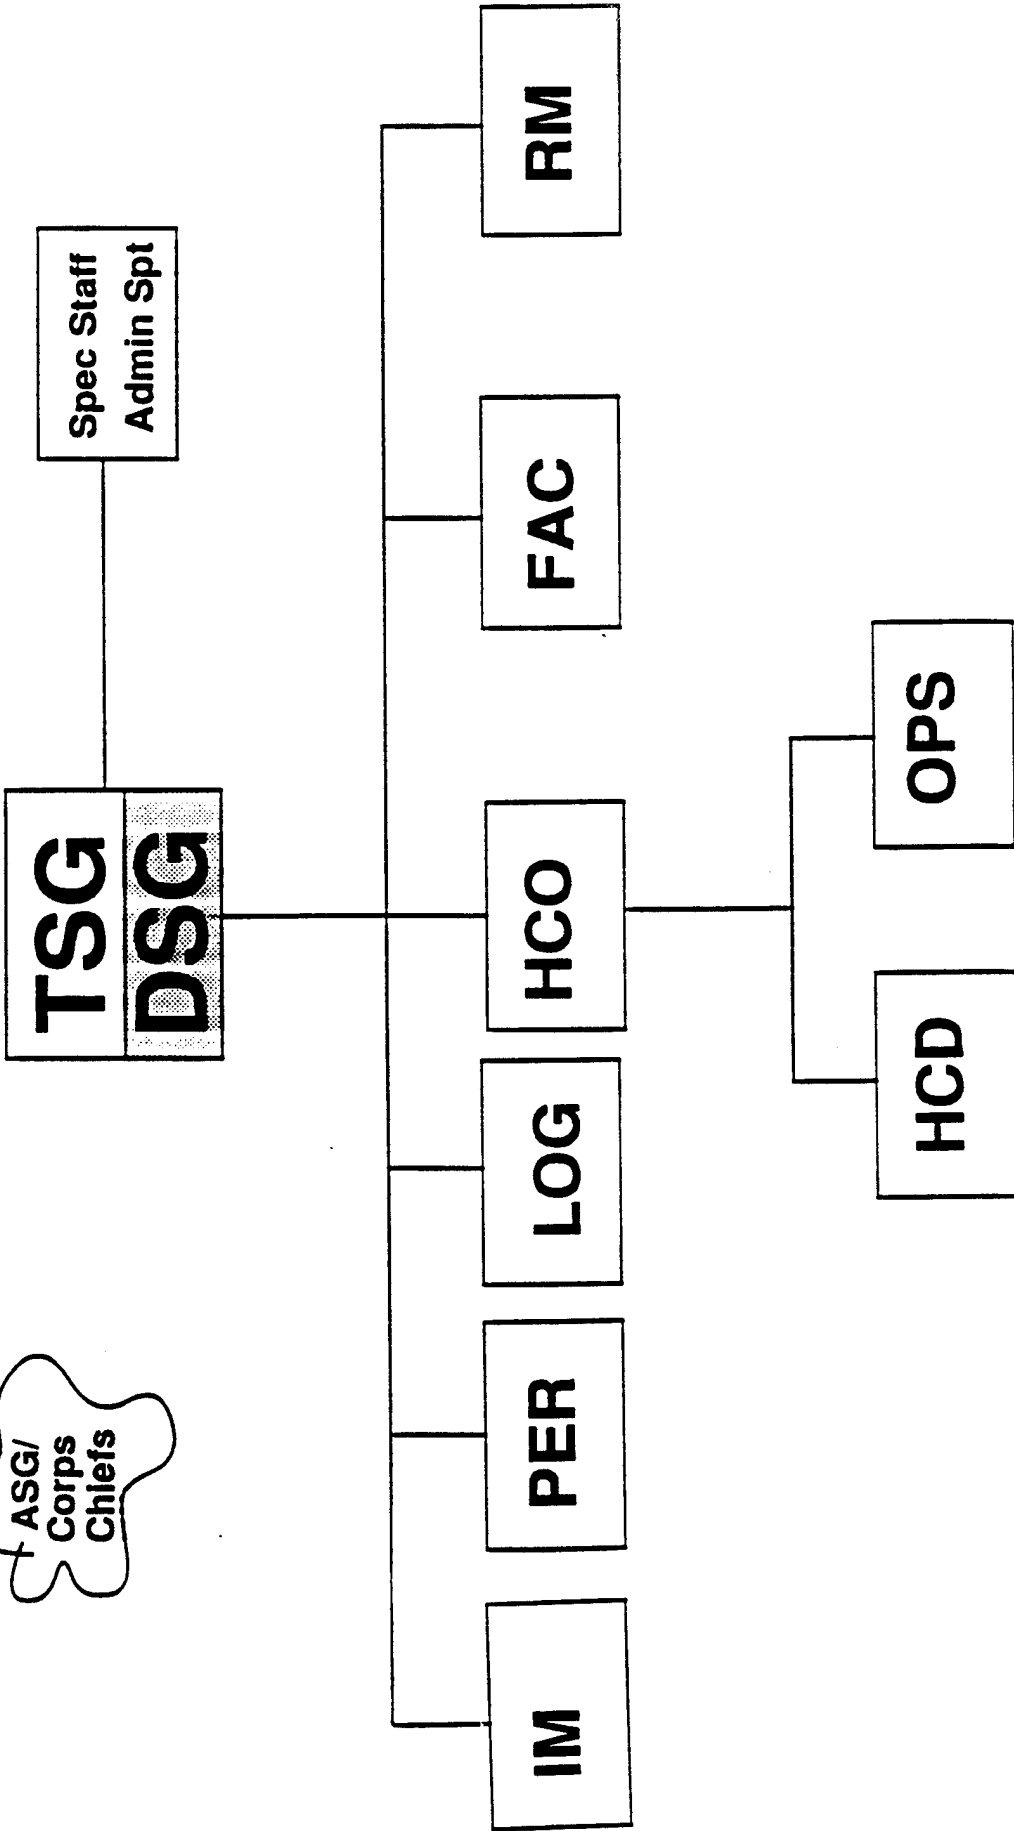 ASG/
Corps
Chiefs
TSG
DSG
Spec Staff
Admin Spt
IM
PER
LOG
HCO
FAC
RM
HCD
OPS